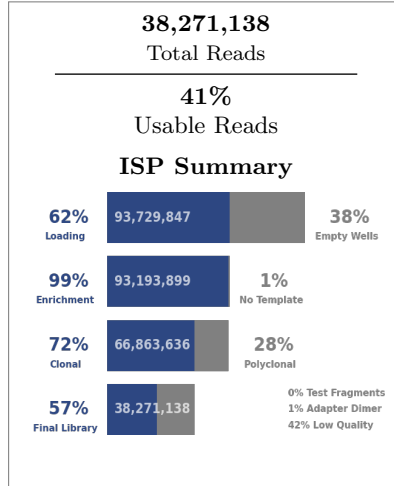 38,271,138
Total Reads
41%
Usable Reads
ISP Summary
62%
Loading
93,729,847
38%
Empty Wells
99%
Enrichment
93,193,899
1%
No Template
72%
Clonal
66,863,636
28%
Polyclonal
57%
Final Library
38,271,138
0% Test Fragments
1% Adapter Dimer
42% Low Quality